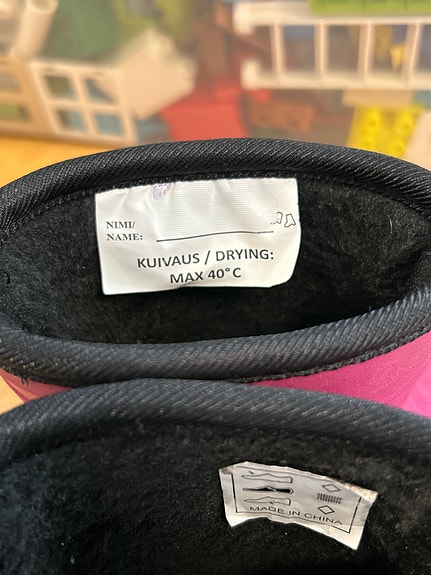 NIMI/
NAME:
KUIVAUS / DRYING:
MAX 40°C
MADE IN CHINA